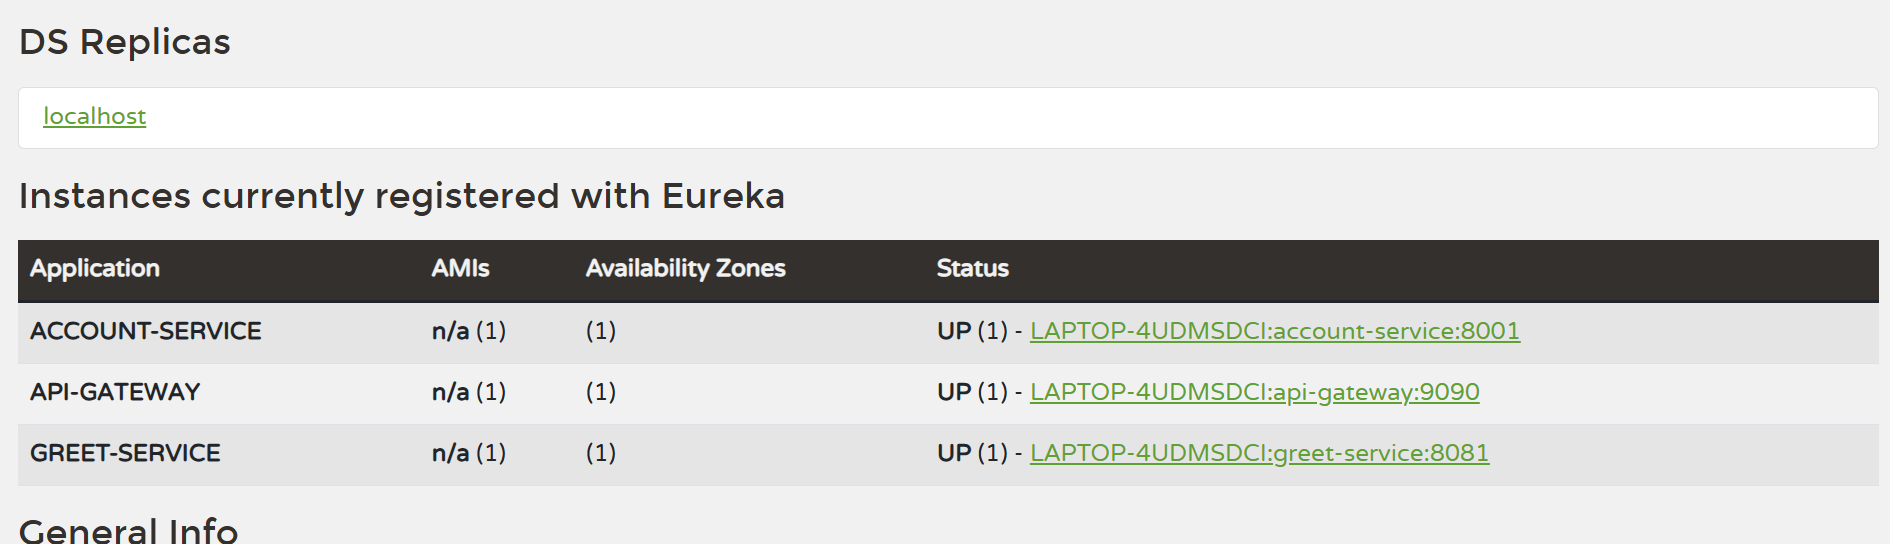 DS Replicas
localhost
Instances currently registered with Eureka
Application AMIs Availability Zones Status
ACCOUNT-SERVICE n/a (1) (1) UP (1) - LAPTOP-4UDMSDCI:account-service:8001
API-GATEWAY n/a (1) (1) UP (1) - LAPTOP-4UDMSDCI:api-gateway:9090
GREET-SERVICE n/a (1) (1) UP (1) - LAPTOP-4UDMSDCI:greet-service:8081
General Info